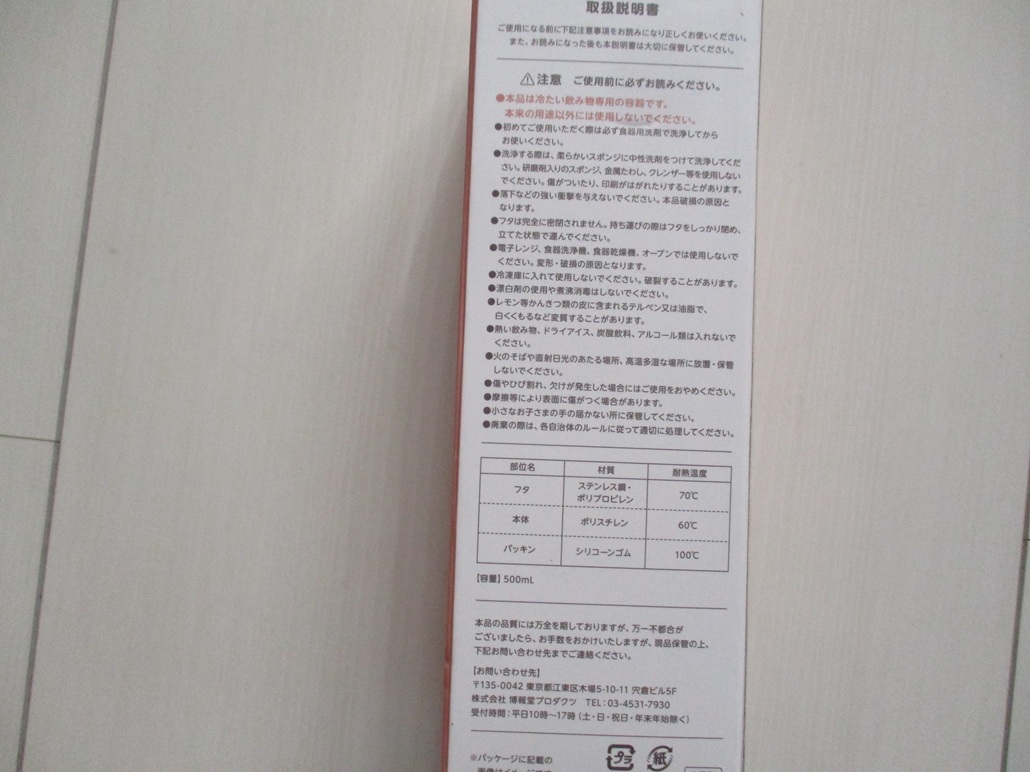 取扱説明書
ご使用になる前に下記注意事項をお読みになり正しくお使いください。
また、お読みになった後も本説明書は大切に保管してください。
⚠注意 ご使用前に必ずお読みください。
●本品は冷たい飲み物専用の容器です。
本来の用途以外には使用しないでください。
●初めてご使用いただく際は必ず食器用洗剤で洗浄してから
お使いください。
●洗浄する際は、柔らかいスポンジに中性洗剤をつけて洗浄してくだ
さい。研磨剤入りのスポンジ、金属たわし、クレンザー等を使用しない
でください。傷がついたり、印刷がはがれたりすることがあります。
●落下などの強い衝撃を与えないでください。本品破損の原因と
なります。
●フタは完全に密閉されません。持ち運びの際はフタをしっかり閉め、
立てた状態で運んでください。
●電子レンジ、食器洗浄機、食器乾燥機、オーブンでは使用しないで
ください。変形・破損の原因となります。
●冷凍庫に入れて使用しないでください。破裂することがあります。
●漂白剤の使用や煮沸消毒はしないでください。
●レモン等かんきつ類の皮に含まれるテルペン又は油脂で、
白くくもるなど変質することがあります。
●熱い飲み物、ドライアイス、炭酸飲料、アルコール類は入れないで
ください。
●火のそばや直射日光のあたる場所、高温多湿な場所に放置・保管
しないでください。
●傷やひび割れ、欠けが発生した場合にはご使用をおやめください。
●摩擦等により表面に傷がつく場合があります。
●小さなお子さまの手の届かない所に保管してください。
●廃棄の際は、各自治体のルールに従って適切に処理してください。
部位名 材質 耐熱温度
フタ ステンレス鋼・
ポリプロピレン 70℃
本体 ポリスチレン 60℃
パッキン シリコーンゴム 100℃
【容量】500mL
本品の品質には万全を期しておりますが、万一不都合が
ございましたら、お手数をおかけいたしますが、現品保管の上、
下記お問い合わせ先までご連絡ください。
【お問い合わせ先】
〒135-0042 東京都江東区木場5-10-11 宍倉ビル5F
株式会社 博報堂プロダクツ TEL：03-4531-7930
受付時間：平日10時〜17時（土・日・祝日・年末年始除く）
※パッケージに記載の
プラ 紙